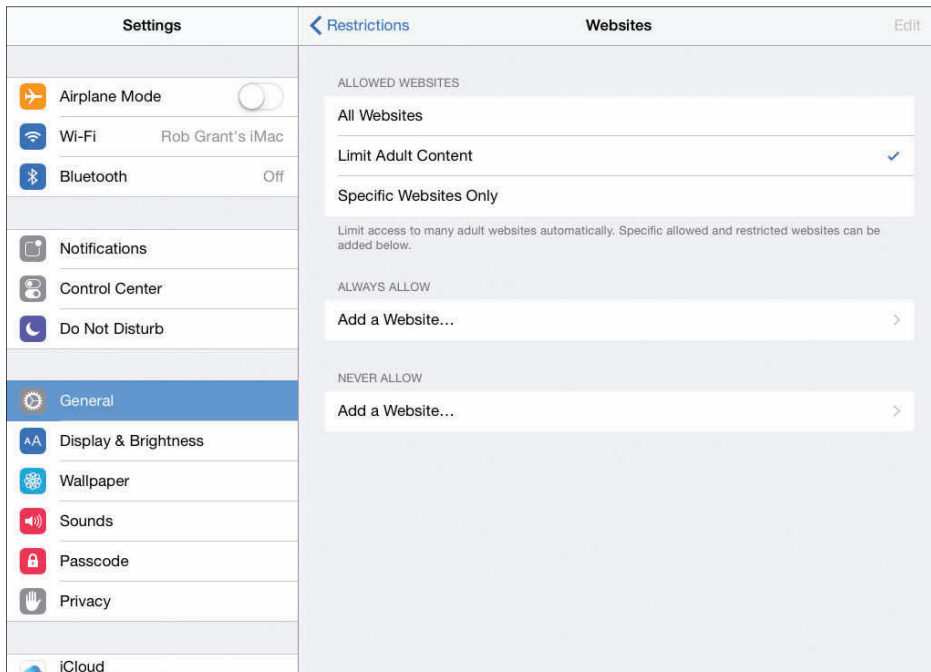 Settings
Airplane Mode
Wi-Fi Rob Grant's iMac
Bluetooth Off
Notifications
Control Center
Do Not Disturb
General
AA Display & Brightness
Wallpaper
Sounds
Passcode
Privacy
iCloud
Restrictions Websites Edit
ALLOWED WEBSITES
All Websites
Limit Adult Content
Specific Websites Only
Limit access to many adult websites automatically. Specific allowed and restricted websites can be
added below.
ALWAYS ALLOW
Add a Website...
NEVER ALLOW
Add a Website...